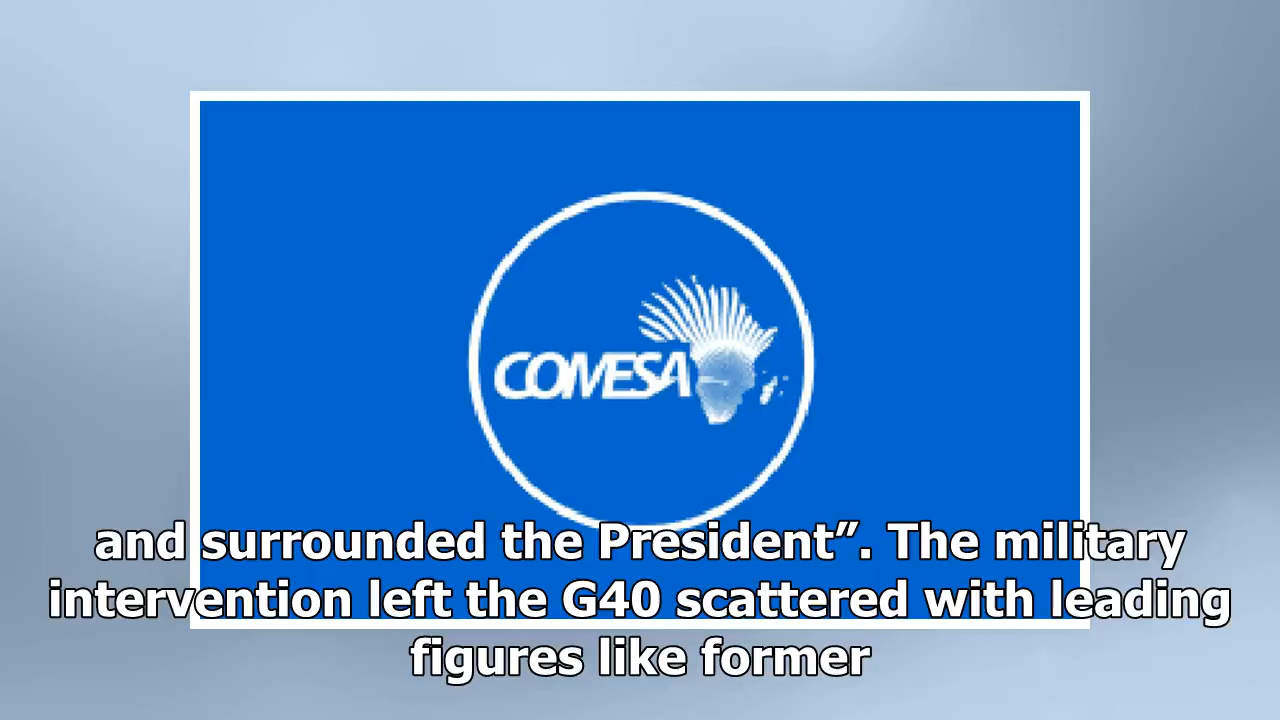 COMESA
and surrounded the President”. The military
intervention left the G40 scattered with leading
figures like former